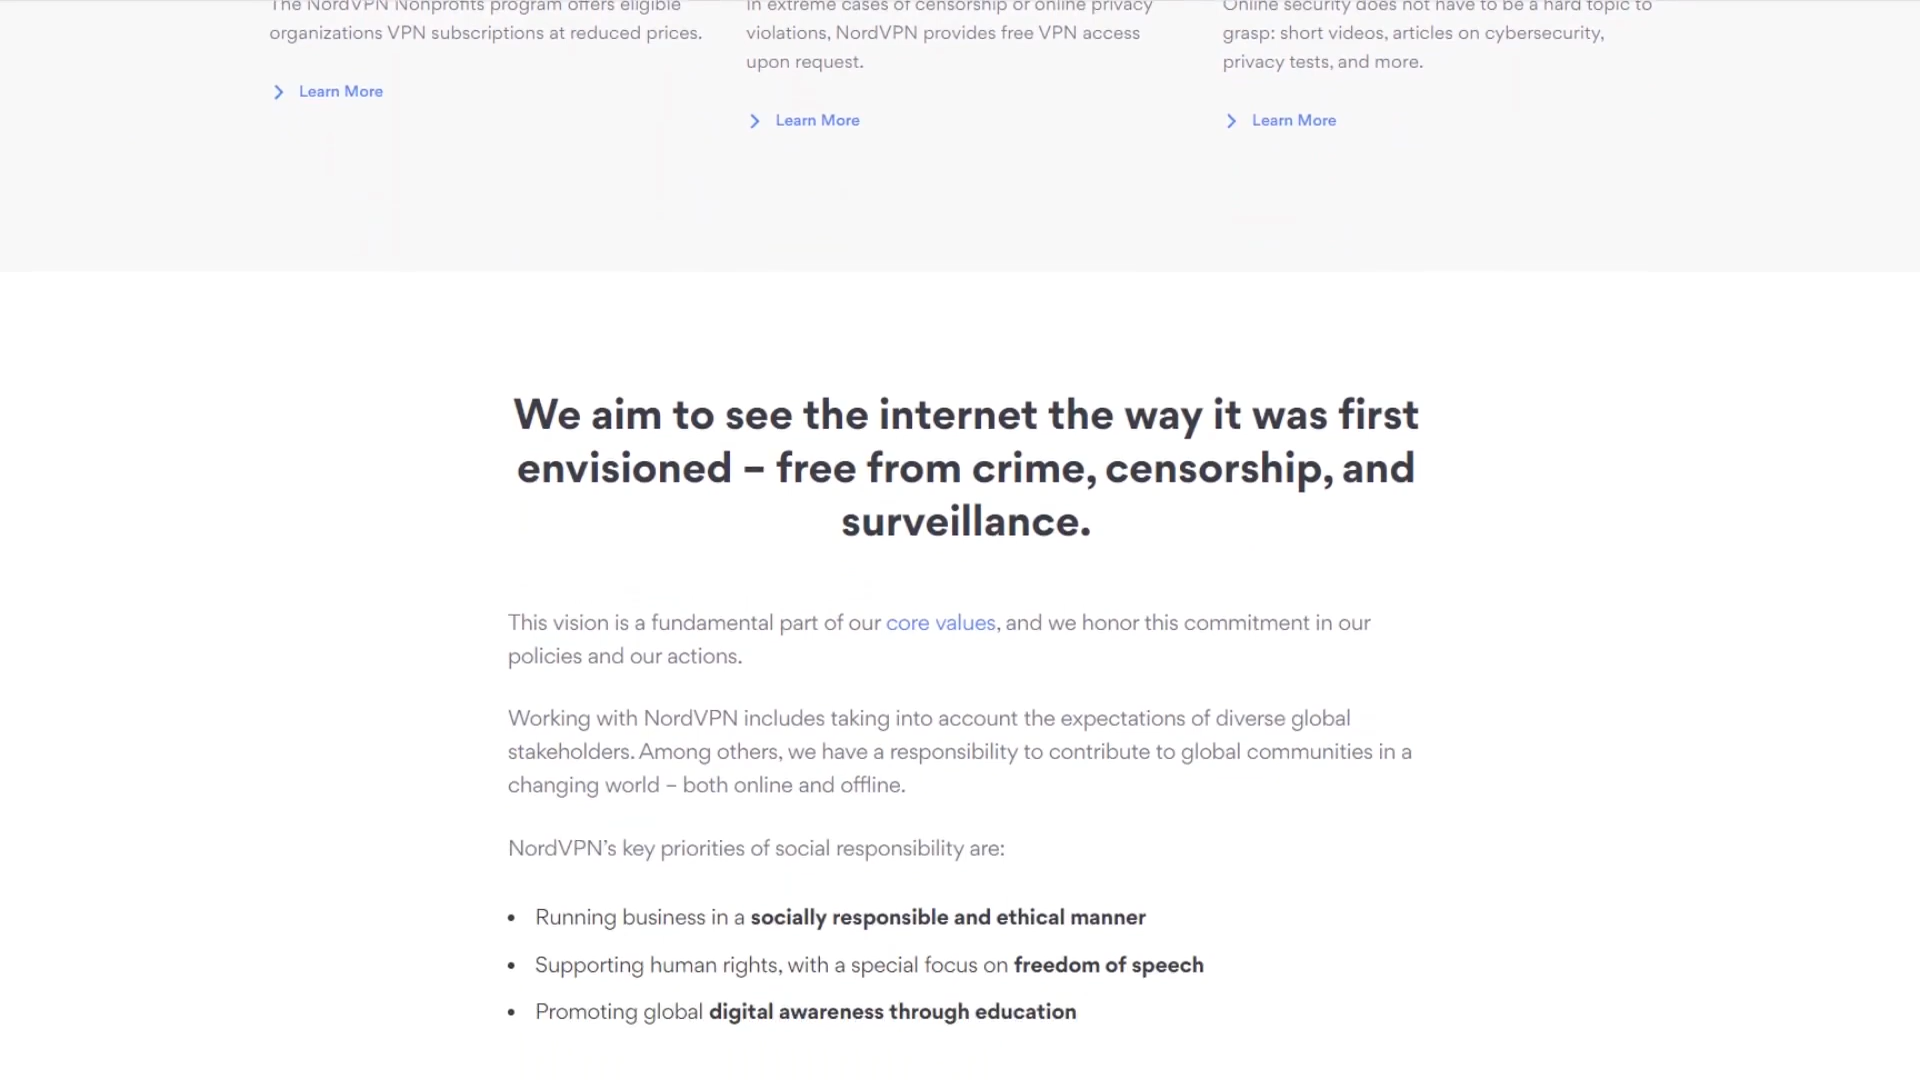 The NordVPN Nonprofits program offers eligible
organizations VPN subscriptions at reduced prices.
Learn More
In extreme cases of censorship or online privacy
violations, NordVPN provides free VPN access
upon request.
Learn More
Online security does not have to be a hard topic to
grasp: short videos, articles on cybersecurity,
privacy tests, and more.
Learn More
We aim to see the internet the way it was first
envisioned – free from crime, censorship, and
surveillance.
This vision is a fundamental part of our core values, and we honor this commitment in our
policies and our actions.
Working with NordVPN includes taking into account the expectations of diverse global
stakeholders. Among others, we have a responsibility to contribute to global communities in a
changing world – both online and offline.
NordVPN’s key priorities of social responsibility are:
• Running business in a socially responsible and ethical manner
• Supporting human rights, with a special focus on freedom of speech
• Promoting global digital awareness through education